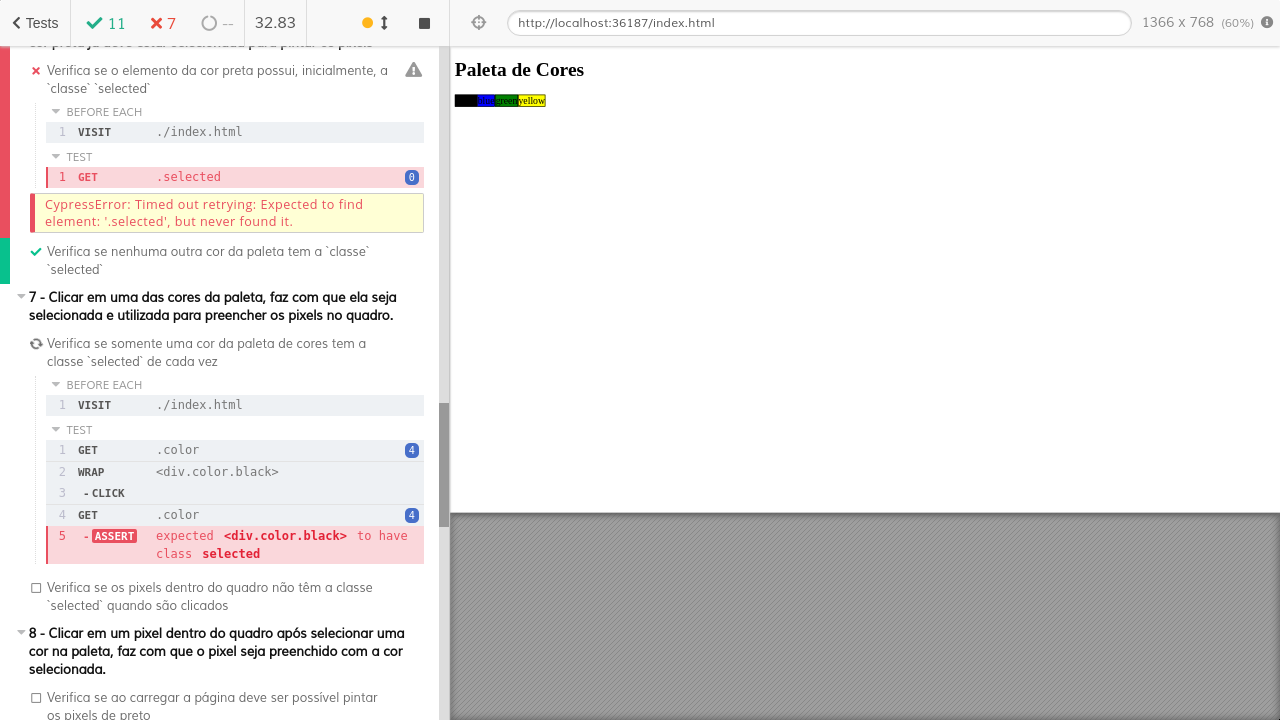 Tests
11
7
--
32.83
http://localhost:36187/index.html
1366 x 768 (60%)
Verifica se o elemento da cor preta possui, inicialmente, a
`classe` `selected`
BEFORE EACH
1 VISIT ./index.html
TEST
1 GET .selected 0
CypressError: Timed out retrying: Expected to find
element: '.selected', but never found it.
Verifica se nenhuma outra cor da paleta tem a `classe`
`selected`
7 - Clicar em uma das cores da paleta, faz com que ela seja
selecionada e utilizada para preencher os pixels no quadro.
Verifica se somente uma cor da paleta de cores tem a
classe `selected` de cada vez
BEFORE EACH
1 VISIT ./index.html
TEST
1 GET .color 4
2 WRAP <div.color.black>
3 -CLICK
4 GET .color 4
5 -ASSERT expected <div.color.black> to have
class selected
Verifica se os pixels dentro do quadro não têm a classe
`selected` quando são clicados
8 - Clicar em um pixel dentro do quadro após selecionar uma
cor na paleta, faz com que o pixel seja preenchido com a cor
selecionada.
Verifica se ao carregar a página deve ser possível pintar
os pixels de preto
Paleta de Cores
green yellow